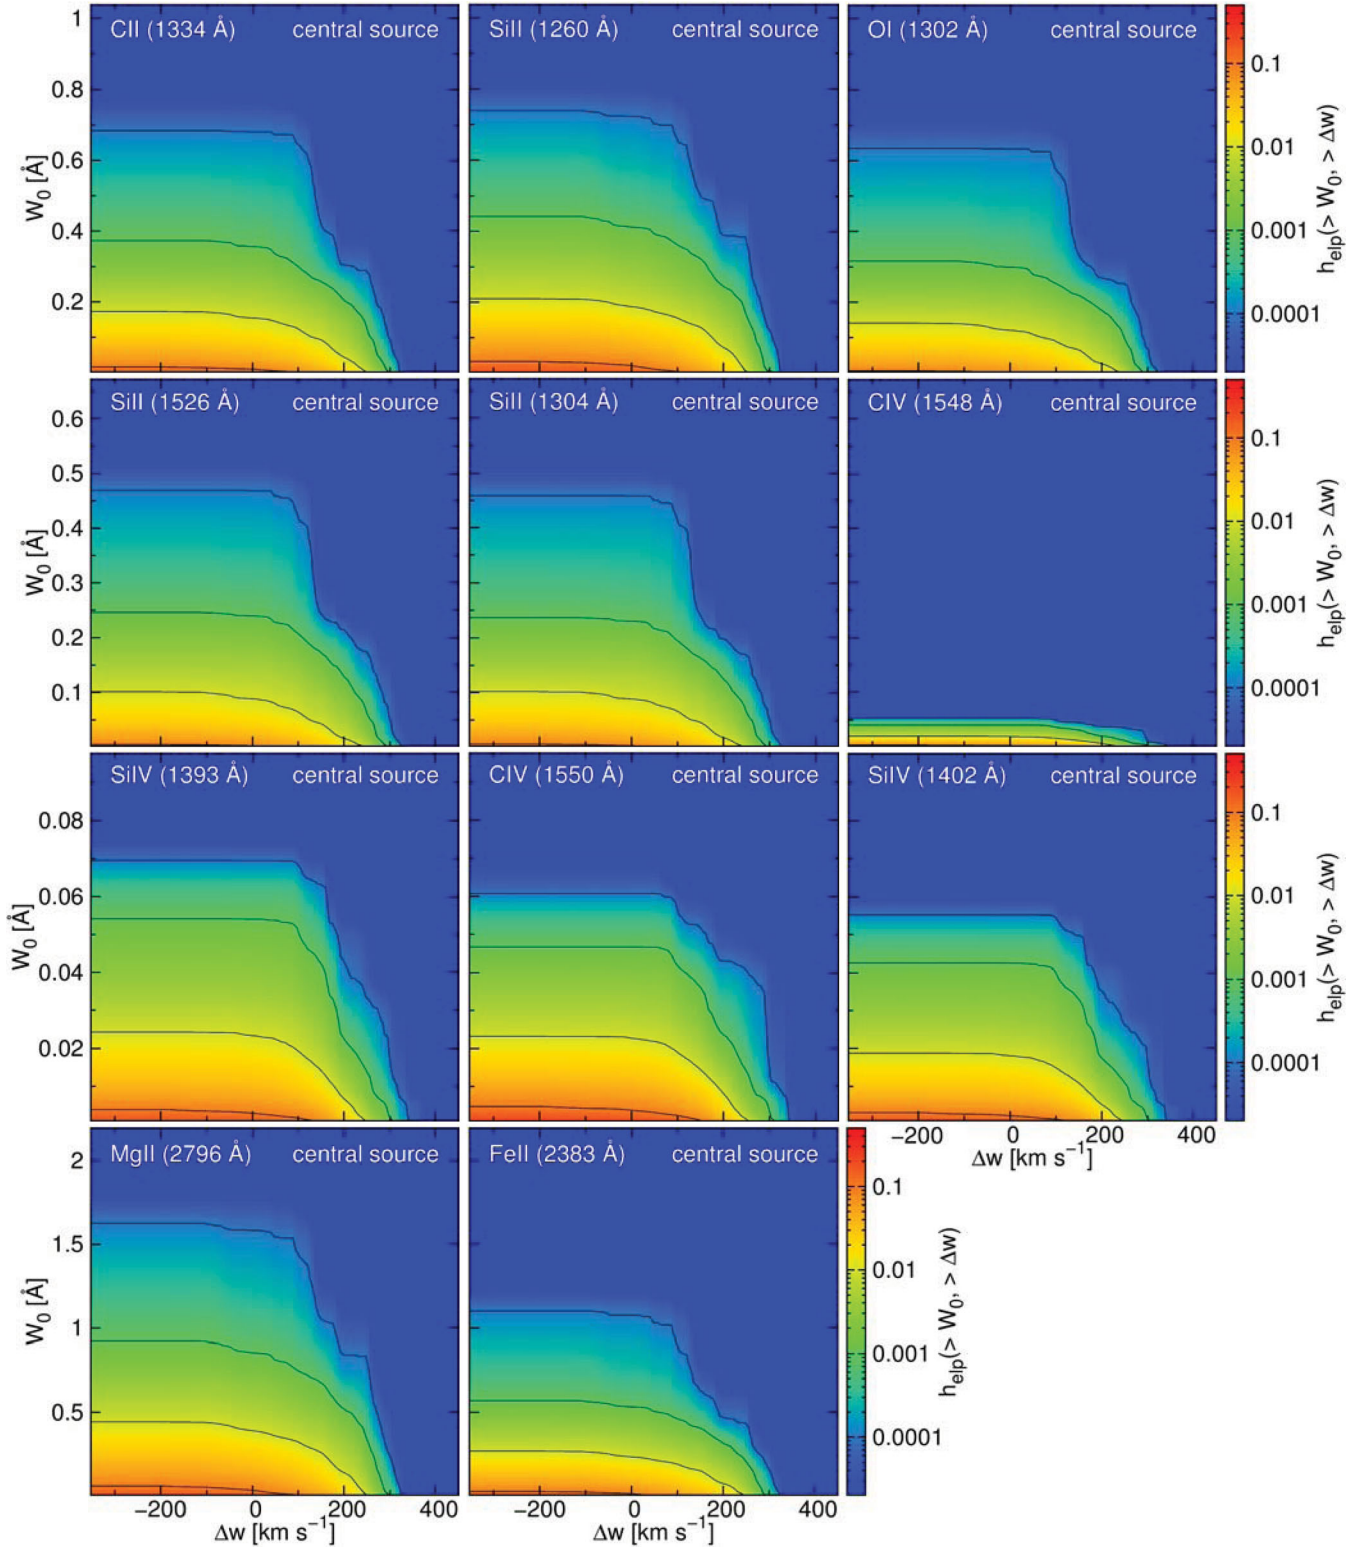 CII (1334 Å) central source
SiII (1260 Å) central source
OI (1302 Å) central source
1
0.8
0.6
0.4
0.2
W₀ [Å]
0.1
0.01
0.001
0.0001
h_elp(> W₀, > Δw)
SiII (1526 Å) central source
SiII (1304 Å) central source
CIV (1548 Å) central source
0.6
0.5
0.4
0.3
0.2
0.1
W₀ [Å]
0.1
0.01
0.001
0.0001
h_elp(> W₀, > Δw)
SiIV (1393 Å) central source
CIV (1550 Å) central source
SiIV (1402 Å) central source
0.08
0.06
0.04
0.02
W₀ [Å]
0.1
0.01
0.001
0.0001
h_elp(> W₀, > Δw)
−200 0 200 400
Δw [km s⁻¹]
MgII (2796 Å) central source
FeII (2383 Å) central source
2
1.5
1
0.5
W₀ [Å]
0.1
0.01
0.001
0.0001
h_elp(> W₀, > Δw)
−200 0 200 400
Δw [km s⁻¹]
−200 0 200 400
Δw [km s⁻¹]